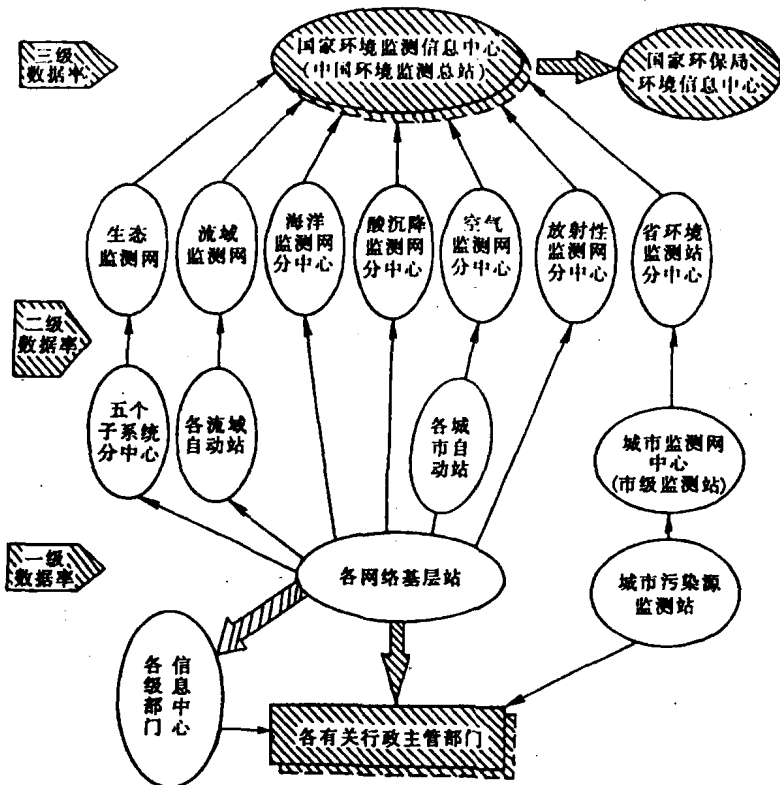 三级
数据率
国家环境监测信息中心
(中国环境监测总站)
国家环保局
环境信息中心
生态
监测网
流域
监测网
海洋
监测网
分中心
酸沉降
监测网
分中心
空气
监测网
分中心
放射性
监测网
分中心
省环境
监测站
分中心
二级
数据率
五个
子系统
分中心
各流域
自动站
各城
市自
动站
城市监测网
中心
(市级监测站)
一级
数据率
各网络基层站
城市污染源
监测站
各级部门
信息中心
各有关行政主管部门